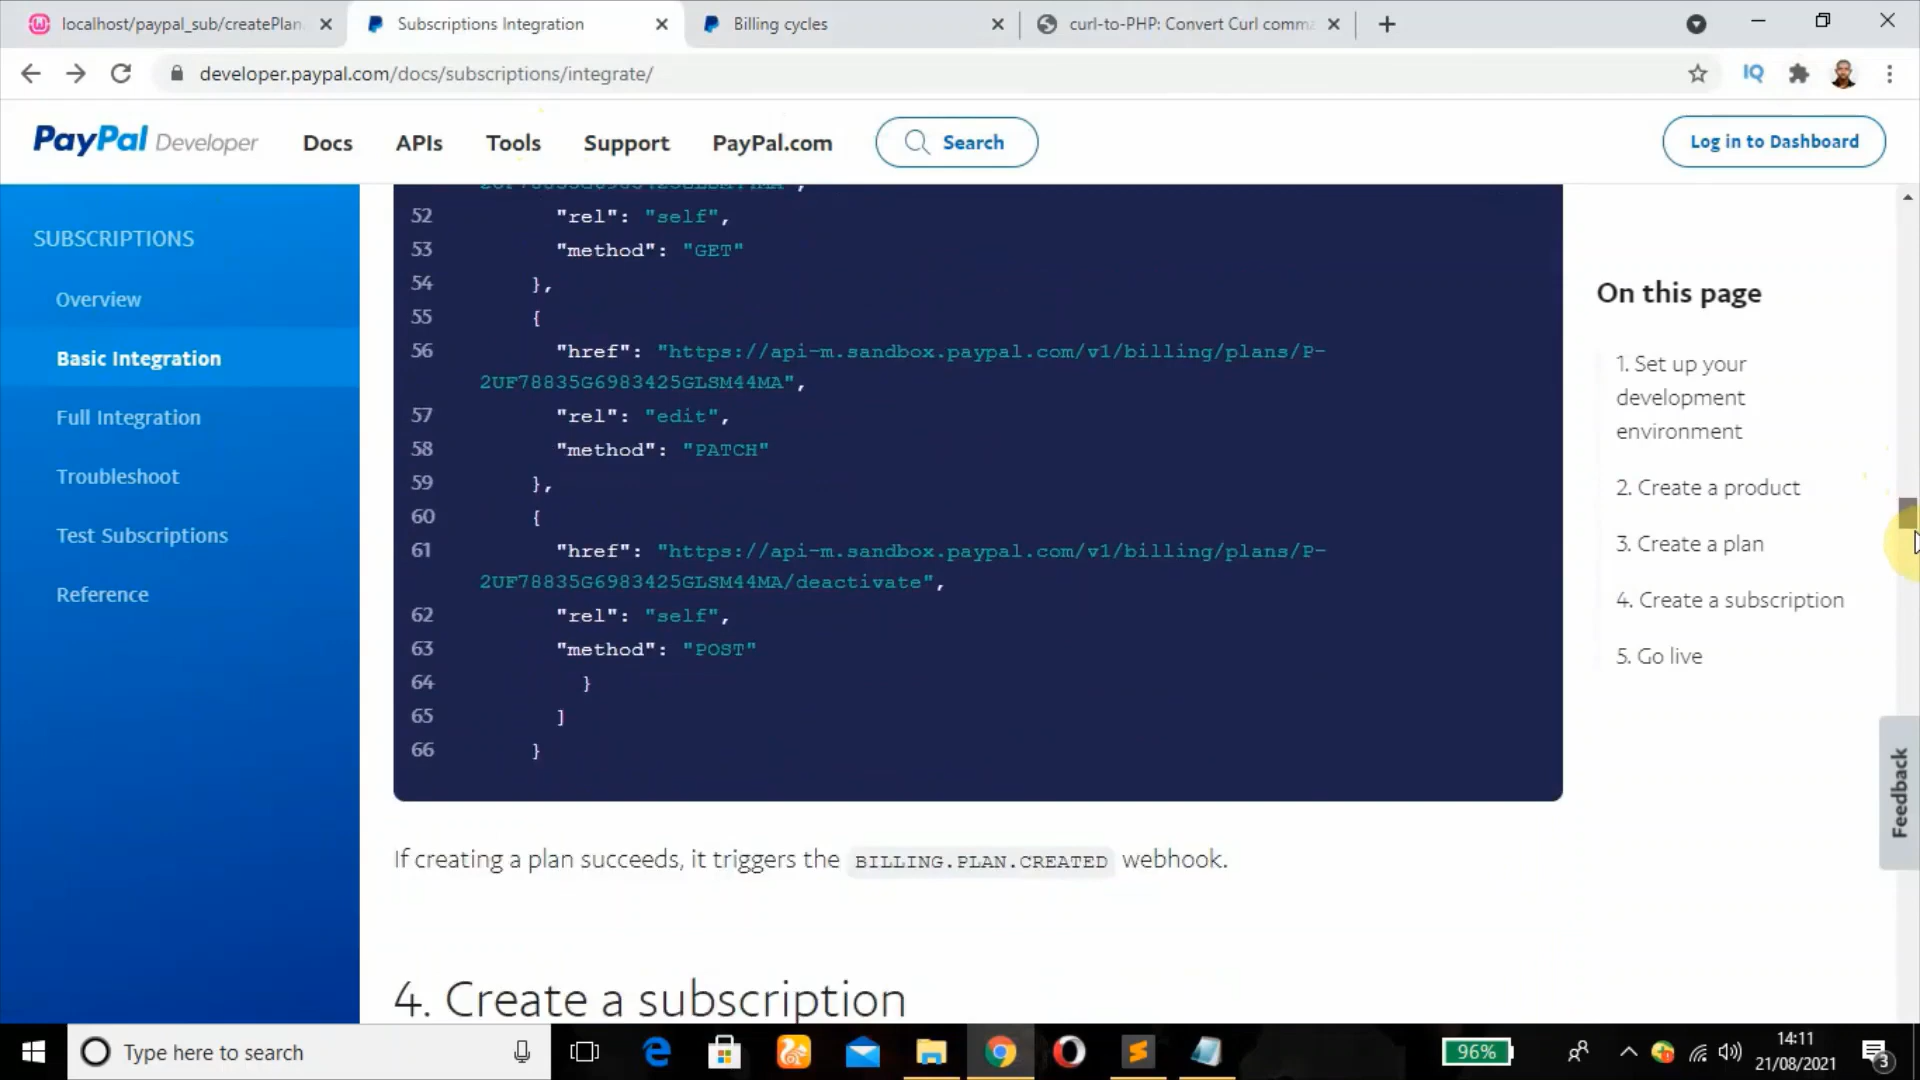 localhost/paypal_sub/createPlan.
Subscriptions Integration
Billing cycles
curl-to-PHP: Convert Curl comma
developer.paypal.com/docs/subscriptions/integrate/
IQ
PayPal Developer
Docs
APIs
Tools
Support
PayPal.com
Search
Log in to Dashboard
SUBSCRIPTIONS
Overview
Basic Integration
Full Integration
Troubleshoot
Test Subscriptions
Reference
52 "rel": "self",
53 "method": "GET"
54 },
55 {
56 "href": "https://api-m.sandbox.paypal.com/v1/billing/plans/P-
2UF78835G6983425GLSM44MA",
57 "rel": "edit",
58 "method": "PATCH"
59 },
60 {
61 "href": "https://api-m.sandbox.paypal.com/v1/billing/plans/P-
2UF78835G6983425GLSM44MA/deactivate",
62 "rel": "self",
63 "method": "POST"
64 }
65 ]
66 }
If creating a plan succeeds, it triggers the BILLING.PLAN.CREATED webhook.
4. Create a subscription
On this page
1. Set up your
development
environment
2. Create a product
3. Create a plan
4. Create a subscription
5. Go live
Feedback
Type here to search
96%
14:11
21/08/2021
3